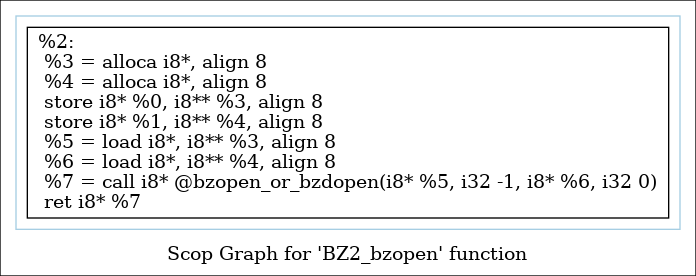 %2:
%3 = alloca i8*, align 8
%4 = alloca i8*, align 8
store i8* %0, i8** %3, align 8
store i8* %1, i8** %4, align 8
%5 = load i8*, i8** %3, align 8
%6 = load i8*, i8** %4, align 8
%7 = call i8* @bzopen_or_bzdopen(i8* %5, i32 -1, i8* %6, i32 0)
ret i8* %7
Scop Graph for 'BZ2_bzopen' function